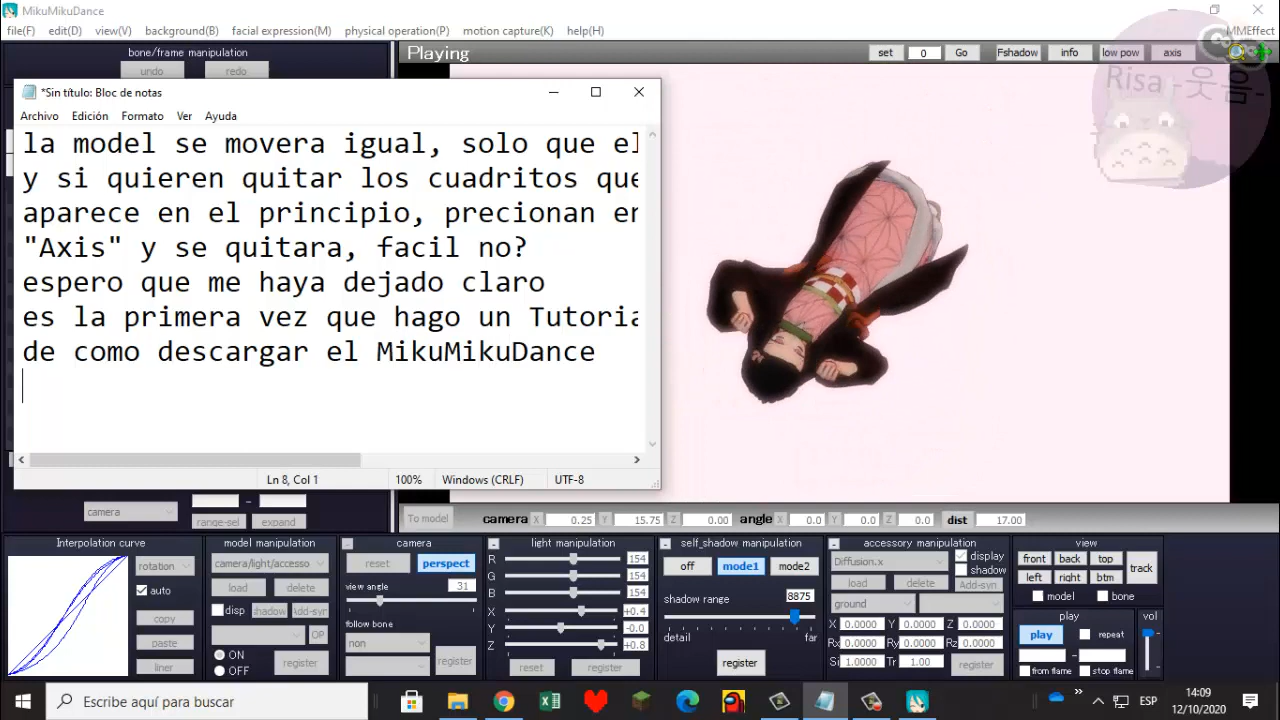 MikuMikuDance
file(F) edit(D) view(V) background(B) facial expression(M) physical operation(P) motion capture(K) help(H) MMEffect
bone/frame manipulation
undo redo
Playing set 0 Go Fshadow info low pow axis
Risa-웃음
*Sin título: Bloc de notas
Archivo Edición Formato Ver Ayuda
la model se movera igual, solo que el
y si quieren quitar los cuadritos que
aparece en el principio, precionan en
"Axis" y se quitara, facil no?
espero que me haya dejado claro
es la primera vez que hago un Tutoria
de como descargar el MikuMikuDance
Ln 8, Col 1 100% Windows (CRLF) UTF-8
camera -
range-sel expand
To model camera X 0.25 Y 15.75 Z 0.00 angle X 0.0 Y 0.0 Z 0.0 dist 17.00
Interpolation curve
rotation
auto
copy
paste
liner
model manipulation
camera/light/accesso
load delete
disp shadow Add-syn
OP
ON
OFF
register
camera
reset perspect
view angle 31
follow bone
non
register
light manipulation
R 154
G 154
B 154
X +0.4
Y -0.0
Z +0.8
reset register
self_shadow manipulation
off mode1 mode2
shadow range 8875
detail far
register
accessory manipulation
Diffusion.x display
shadow
load delete Add-syn
ground
X 0.0000 Y 0.0000 Z 0.0000
Rx 0.0000 Ry 0.0000 Rz 0.0000
Si 1.0000 Tr 1.00 register
view
front back top
left right btm
track
model bone
play
play repeat
-
from flame stop flame
vol
Escribe aquí para buscar
ESP
14:09
12/10/2020